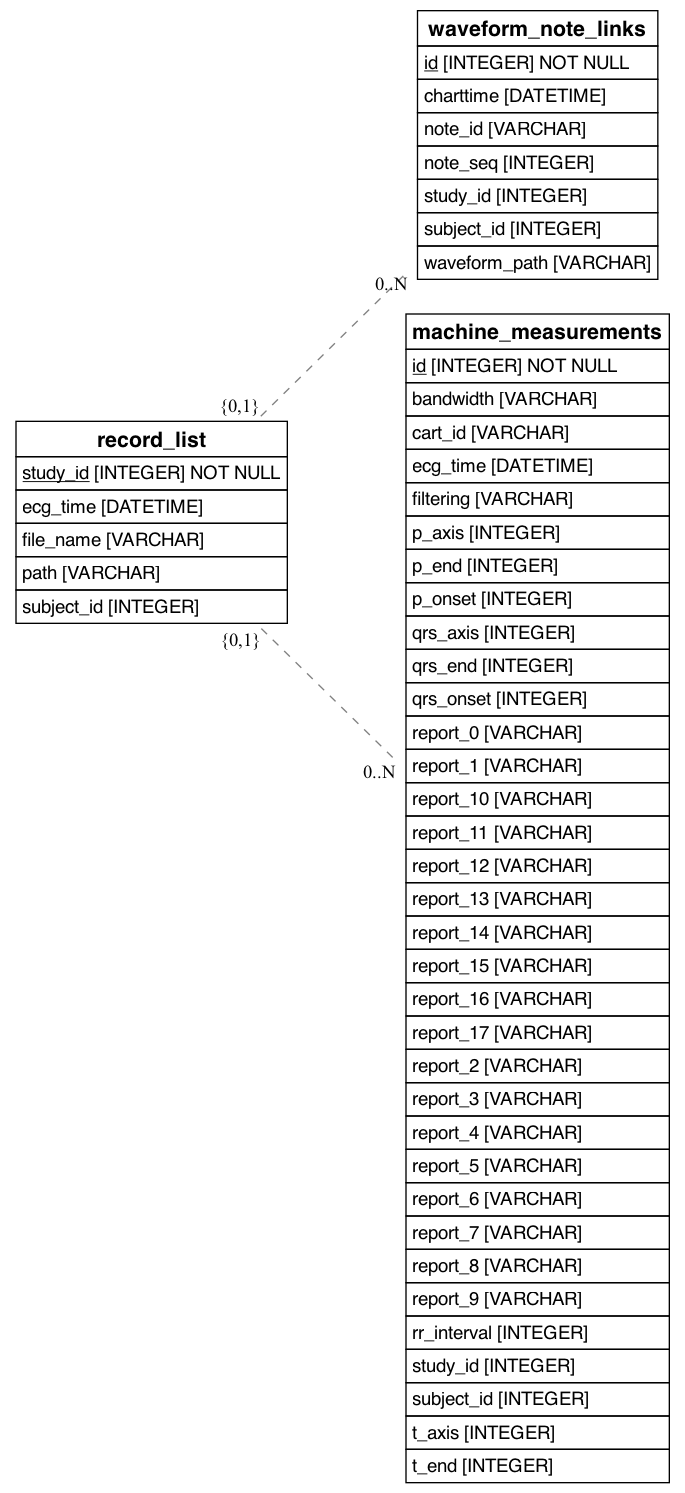 waveform_note_links
id [INTEGER] NOT NULL
charttime [DATETIME]
note_id [VARCHAR]
note_seq [INTEGER]
study_id [INTEGER]
subject_id [INTEGER]
waveform_path [VARCHAR]
0..N
{0,1}
record_list
study_id [INTEGER] NOT NULL
ecg_time [DATETIME]
file_name [VARCHAR]
path [VARCHAR]
subject_id [INTEGER]
{0,1}
0..N
machine_measurements
id [INTEGER] NOT NULL
bandwidth [VARCHAR]
cart_id [VARCHAR]
ecg_time [DATETIME]
filtering [VARCHAR]
p_axis [INTEGER]
p_end [INTEGER]
p_onset [INTEGER]
qrs_axis [INTEGER]
qrs_end [INTEGER]
qrs_onset [INTEGER]
report_0 [VARCHAR]
report_1 [VARCHAR]
report_10 [VARCHAR]
report_11 [VARCHAR]
report_12 [VARCHAR]
report_13 [VARCHAR]
report_14 [VARCHAR]
report_15 [VARCHAR]
report_16 [VARCHAR]
report_17 [VARCHAR]
report_2 [VARCHAR]
report_3 [VARCHAR]
report_4 [VARCHAR]
report_5 [VARCHAR]
report_6 [VARCHAR]
report_7 [VARCHAR]
report_8 [VARCHAR]
report_9 [VARCHAR]
rr_interval [INTEGER]
study_id [INTEGER]
subject_id [INTEGER]
t_axis [INTEGER]
t_end [INTEGER]